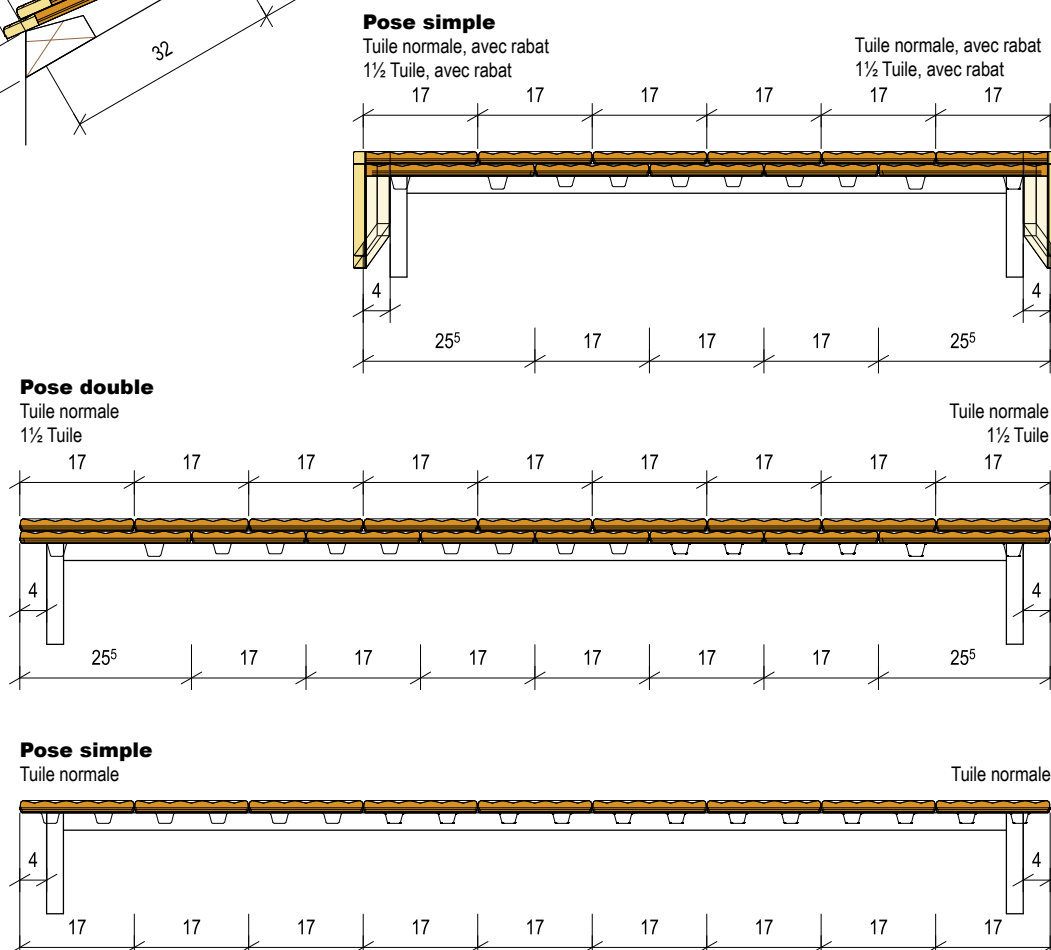 32
Pose simple
Tuile normale, avec rabat
1½ Tuile, avec rabat
Tuile normale, avec rabat
1½ Tuile, avec rabat
17 17 17 17 17 17
4 4
25⁵ 17 17 17 25⁵
Pose double
Tuile normale
1½ Tuile
Tuile normale
1½ Tuile
17 17 17 17 17 17 17 17 17
4 4
25⁵ 17 17 17 17 17 17 25⁵
Pose simple
Tuile normale
Tuile normale
4 4
17 17 17 17 17 17 17 17 17